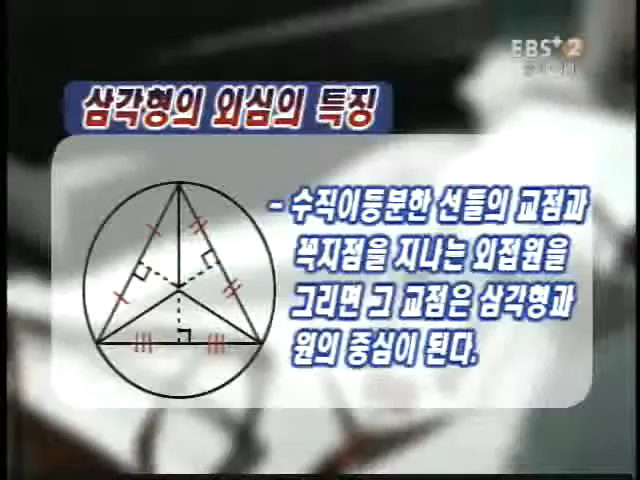 EBS+2
삼각형의 외심의 특징
- 수직이등분한 선들의 교점과
꼭지점을 지나는 외접원을
그리면 그 교점은 삼각형과
원의 중심이 된다.